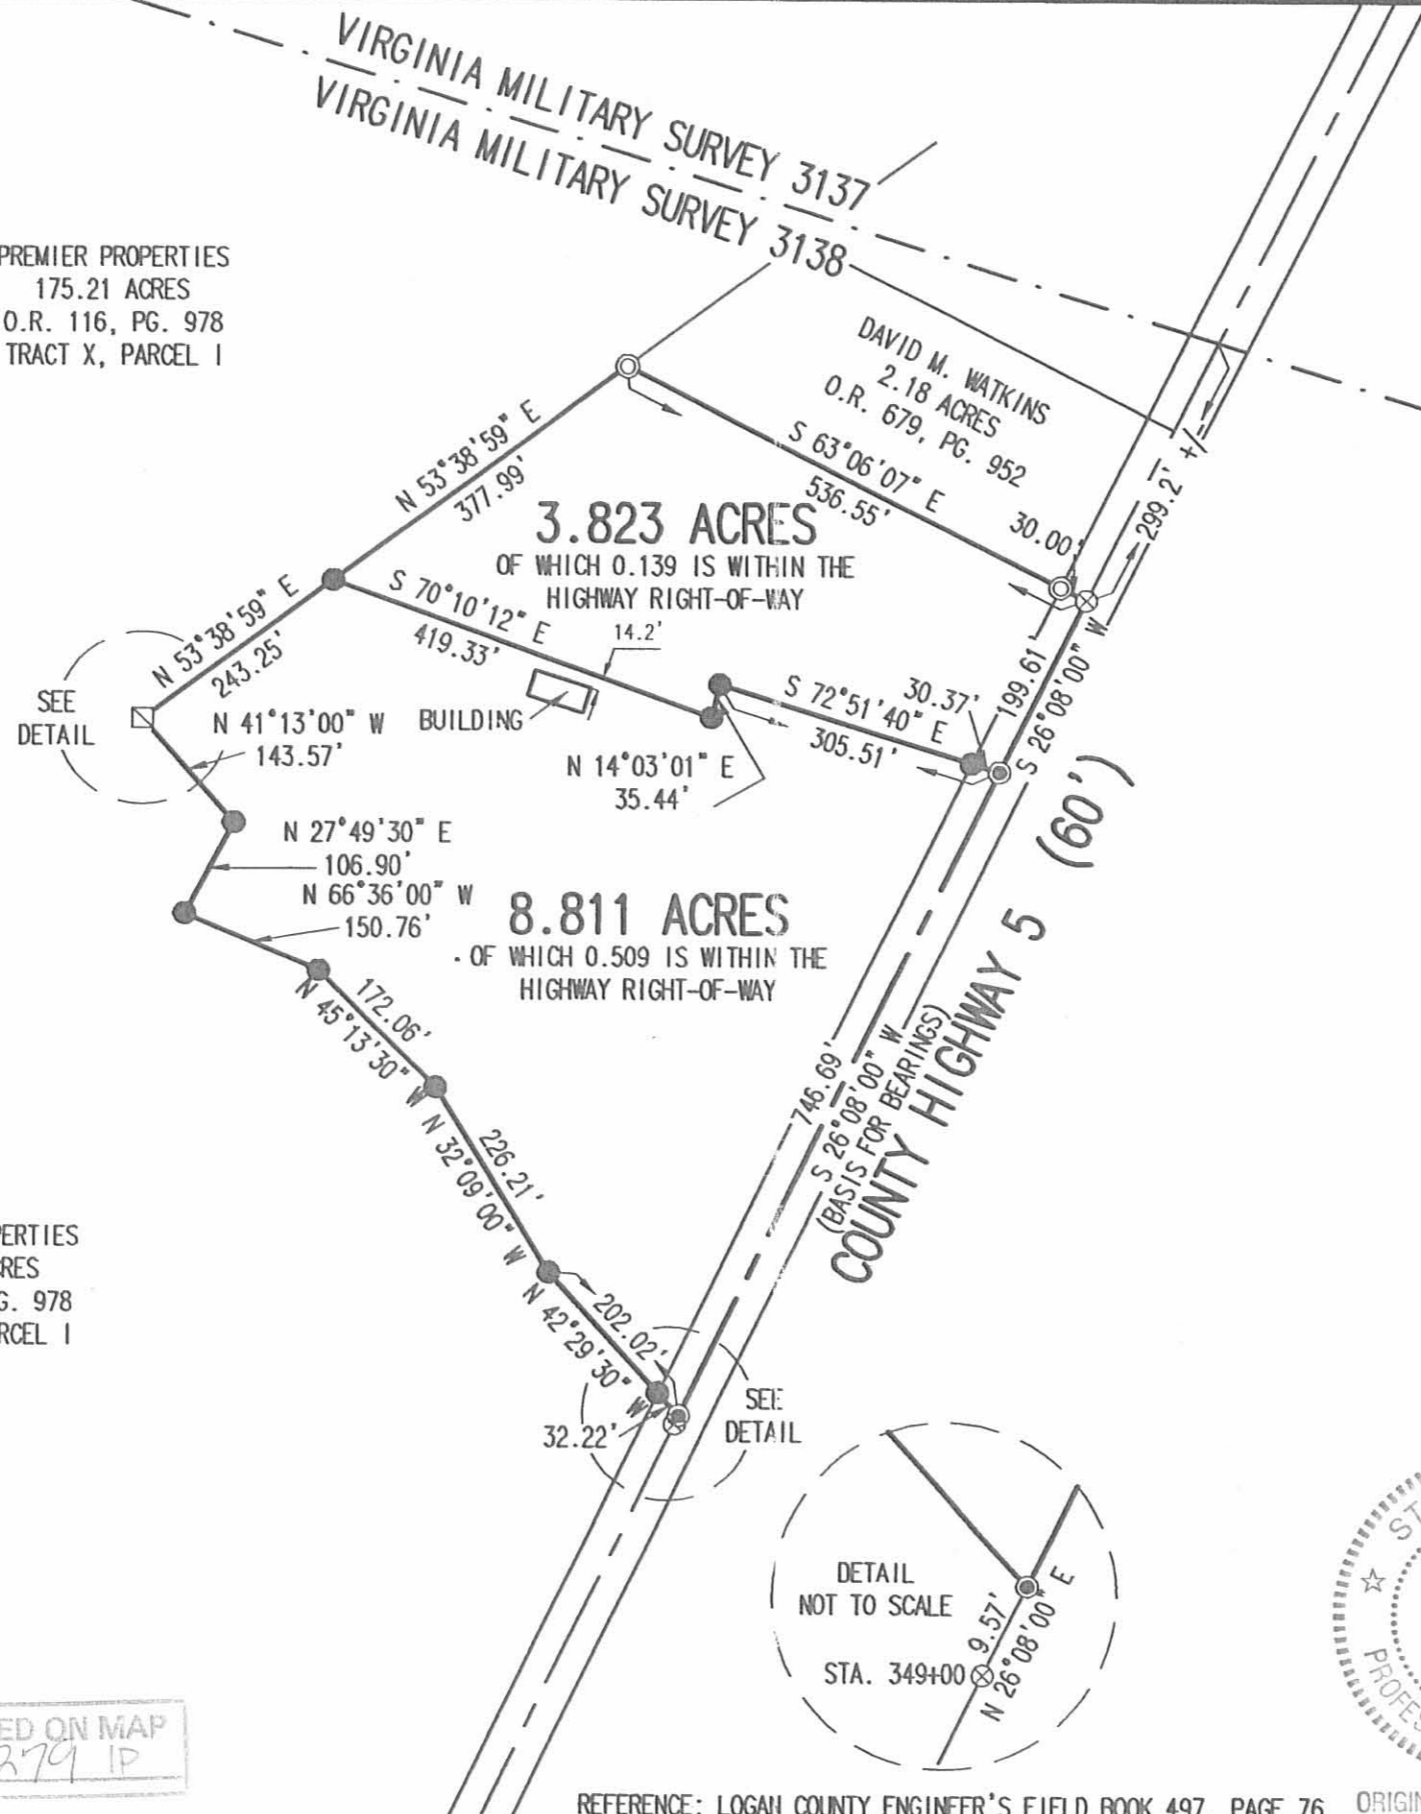 VIRGINIA MILITARY SURVEY 3137
VIRGINIA MILITARY SURVEY 3138
PREMIER PROPERTIES
175.21 ACRES
O.R. 116, PG. 978
TRACT X, PARCEL I
DAVID M. WATKINS
2.18 ACRES
O.R. 679, PG. 952
S 63°06'07" E
536.55'
30.00'
299.2' +/-
N 53°38'59" E
377.99'
3.823 ACRES
OF WHICH 0.139 IS WITHIN THE
HIGHWAY RIGHT-OF-WAY
S 70°10'12" E
419.33'
14.2'
BUILDING
N 53°38'59" E
243.25'
SEE
DETAIL
N 41°13'00" W
143.57'
N 14°03'01" E
35.44'
S 72°51'40" E
305.51'
30.37'
199.61'
S 26°08'00" W
N 27°49'30" E
106.90'
N 66°36'00" W
150.76'
8.811 ACRES
OF WHICH 0.509 IS WITHIN THE
HIGHWAY RIGHT-OF-WAY
172.06'
N 45°13'30" W
226.21'
N 32°09'00" W
202.02'
N 42°29'30" W
32.22'
746.69'
S 26°08'00" W
(BASIS FOR BEARINGS)
COUNTY HIGHWAY 5 (60')
SEE
DETAIL
ERTIES
RES
G. 978
RCEL I
DETAIL
NOT TO SCALE
9.57'
N 26°08'00" E
STA. 349+00
ST
PROFES
ED ON MAP
279 IP
REFERENCE: LOGAN COUNTY ENGINEER'S FIELD BOOK 497, PAGE 76
ORIGIN